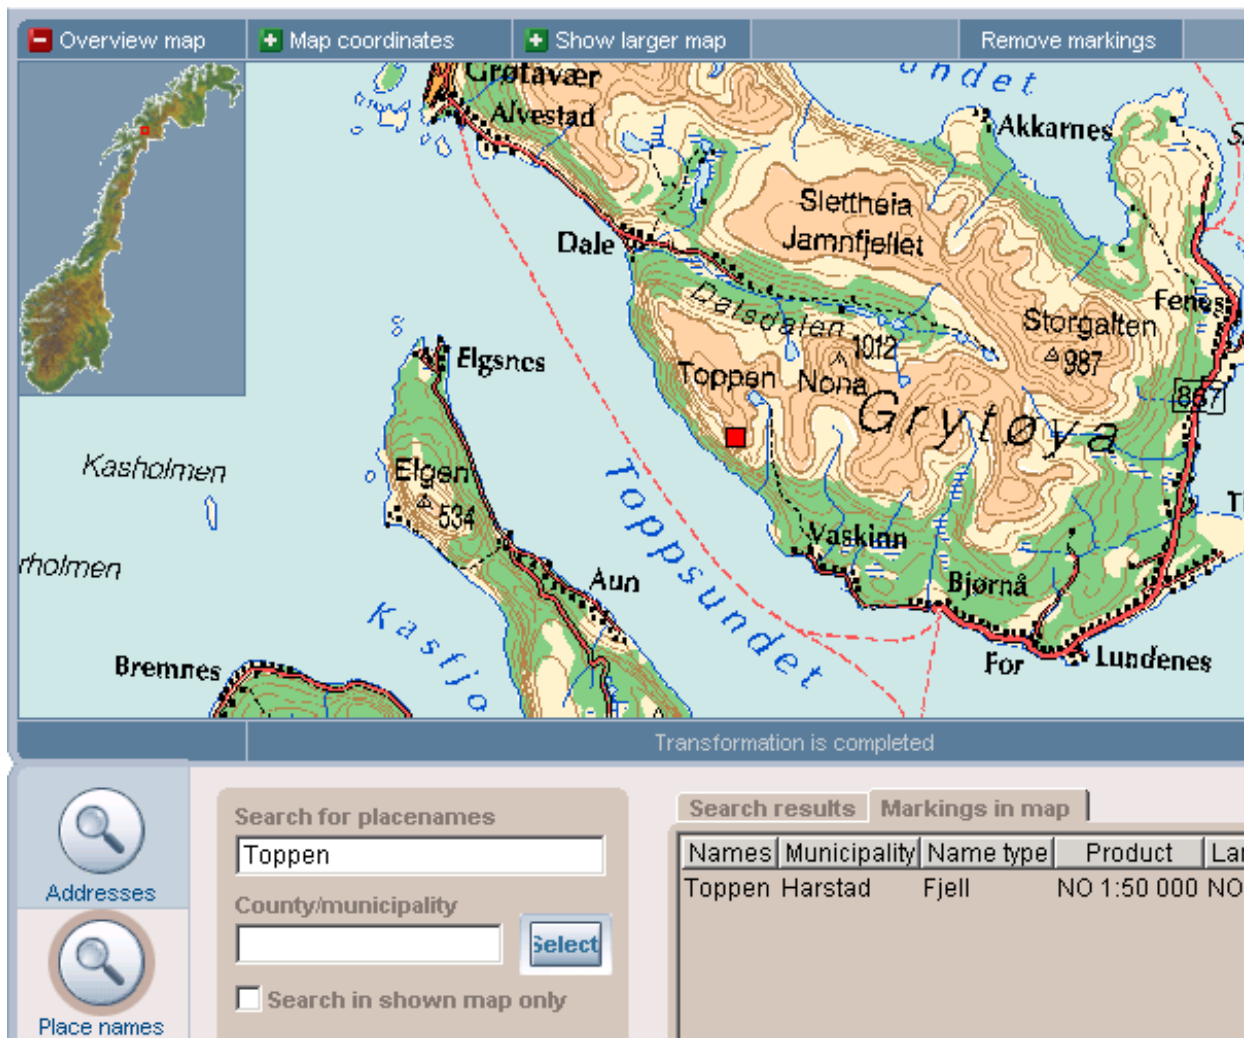 Overview map
Map coordinates
Show larger map
Remove markings
Grøtavær
Alvestad
undet
Akkarnes
Slettheia
Jamnfjellet
Dale
Dalsdalen
Fenes
Storgalten
987
1012
Elgsnes
Toppen
Nona
867
Grytøya
Kasholmen
Elgen
534
Toppsundet
Vaskinn
rholmen
Aun
Bjørnå
Kasfjo
Bremnes
For
Lundenes
Transformation is completed
Search for placenames
Toppen
County/municipality
Select
Search in shown map only
Addresses
Place names
Search results
Markings in map
Names Municipality Name type Product Lar
Toppen Harstad Fjell NO 1:50 000 NO